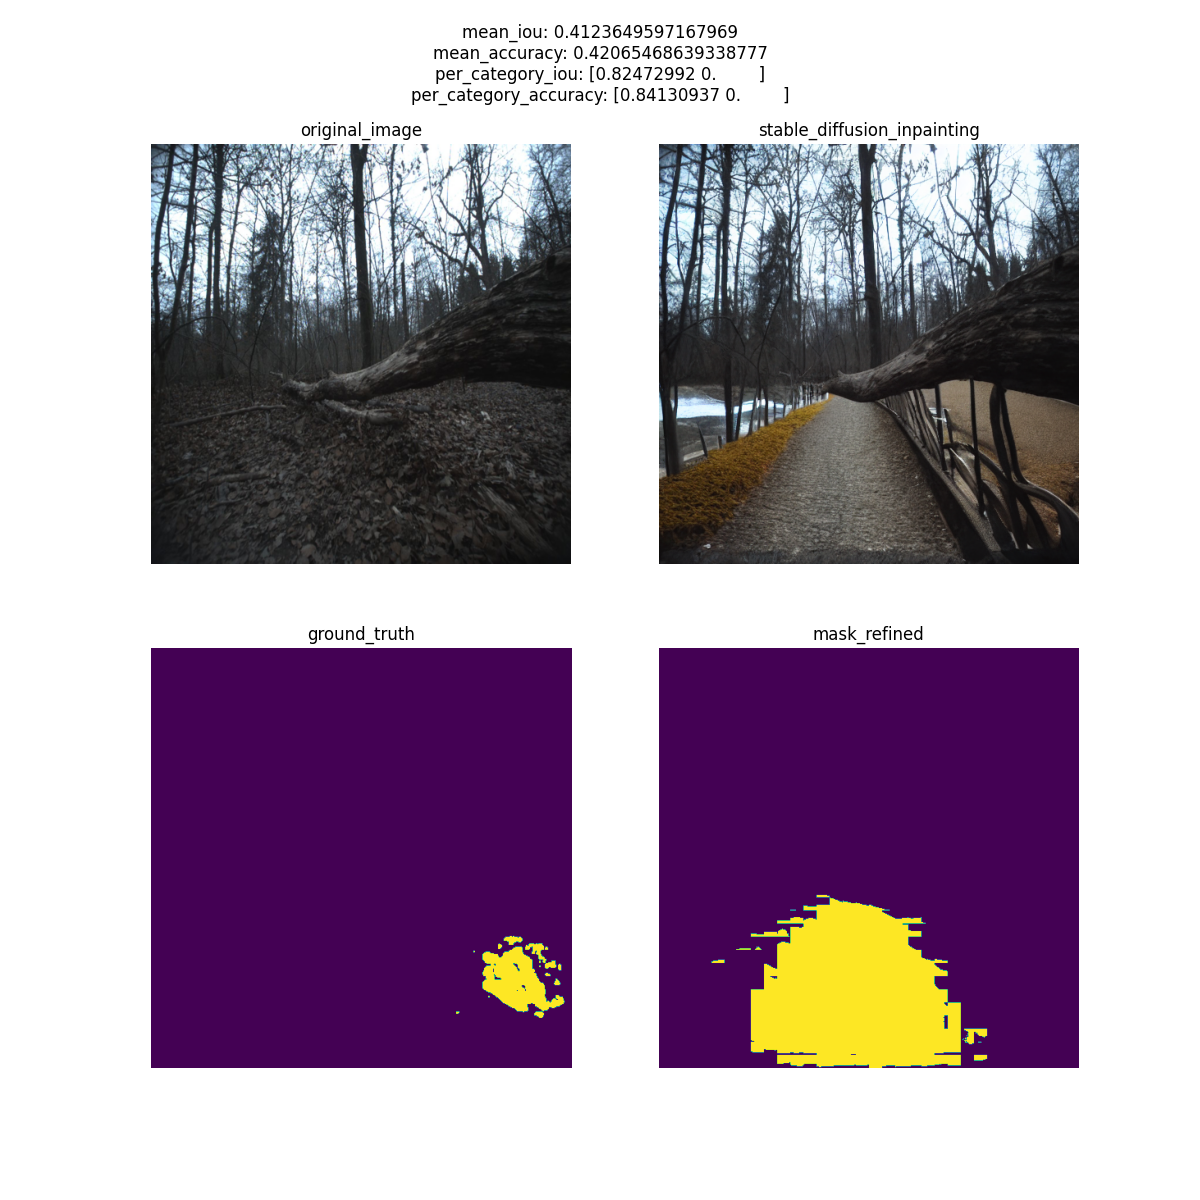 mean_iou: 0.4123649597167969
mean_accuracy: 0.42065468639338777
per_category_iou: [0.82472992 0.        ]
per_category_accuracy: [0.84130937 0.        ]
original_image
stable_diffusion_inpainting
ground_truth
mask_refined